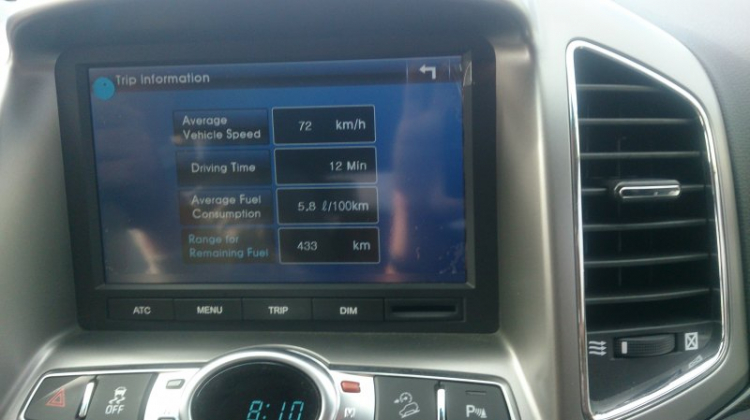 Trip Information
Average
Vehicle Speed
72 km/h
Driving Time
12 Min
Average Fuel
Consumption
5.8 ℓ/100km
Range for
Remaining Fuel
433 km
ATC MENU TRIP DIM
OFF
8:10
P